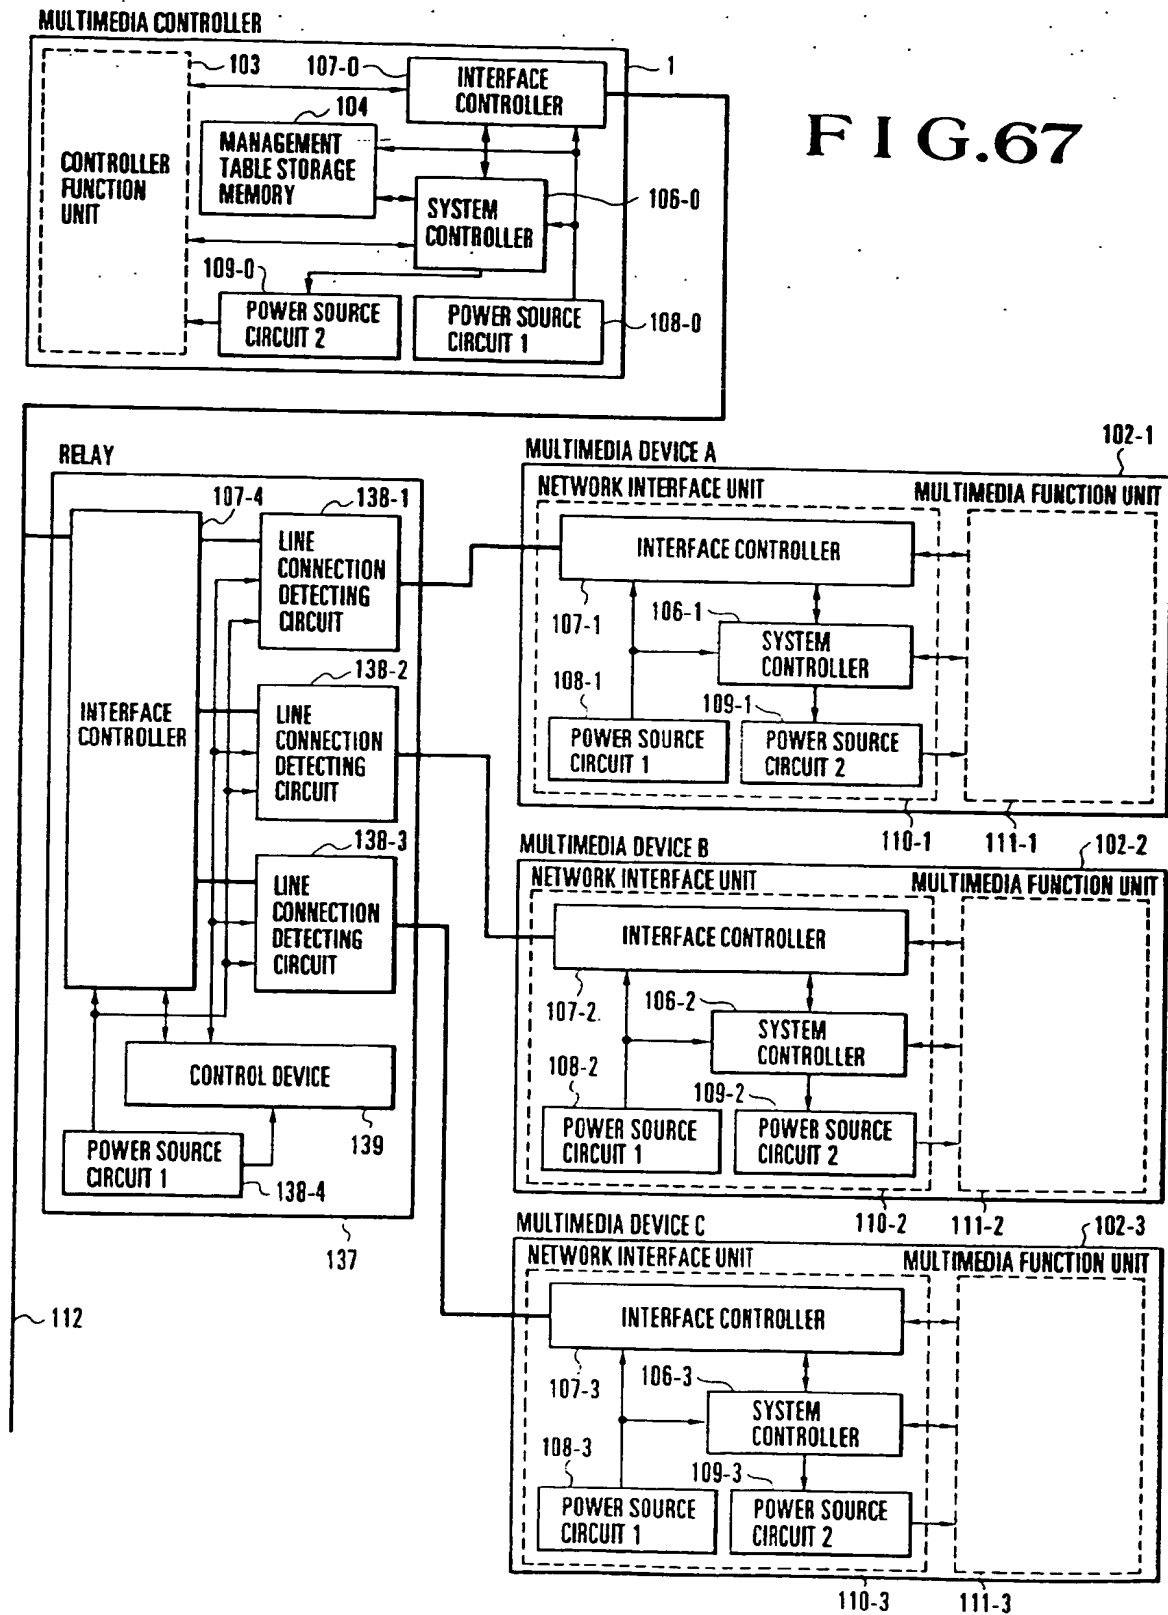 MULTIMEDIA CONTROLLER
103
107-0
INTERFACE
CONTROLLER
1
FIG.67
104
MANAGEMENT
TABLE STORAGE
MEMORY
CONTROLLER
FUNCTION
UNIT
SYSTEM
CONTROLLER
106-0
109-0
POWER SOURCE
CIRCUIT 2
POWER SOURCE
CIRCUIT 1
108-0
RELAY
107-4
138-1
LINE
CONNECTION
DETECTING
CIRCUIT
138-2
INTERFACE
CONTROLLER
LINE
CONNECTION
DETECTING
CIRCUIT
138-3
LINE
CONNECTION
DETECTING
CIRCUIT
CONTROL DEVICE
139
POWER SOURCE
CIRCUIT 1
138-4
137
112
MULTIMEDIA DEVICE A
102-1
NETWORK INTERFACE UNIT
MULTIMEDIA FUNCTION UNIT
INTERFACE CONTROLLER
107-1
106-1
SYSTEM
CONTROLLER
108-1
109-1
POWER SOURCE
CIRCUIT 1
POWER SOURCE
CIRCUIT 2
110-1
111-1
MULTIMEDIA DEVICE B
102-2
NETWORK INTERFACE UNIT
MULTIMEDIA FUNCTION UNIT
INTERFACE CONTROLLER
107-2
106-2
SYSTEM
CONTROLLER
108-2
109-2
POWER SOURCE
CIRCUIT 1
POWER SOURCE
CIRCUIT 2
110-2
111-2
MULTIMEDIA DEVICE C
102-3
NETWORK INTERFACE UNIT
MULTIMEDIA FUNCTION UNIT
INTERFACE CONTROLLER
107-3
106-3
SYSTEM
CONTROLLER
108-3
109-3
POWER SOURCE
CIRCUIT 1
POWER SOURCE
CIRCUIT 2
110-3
111-3